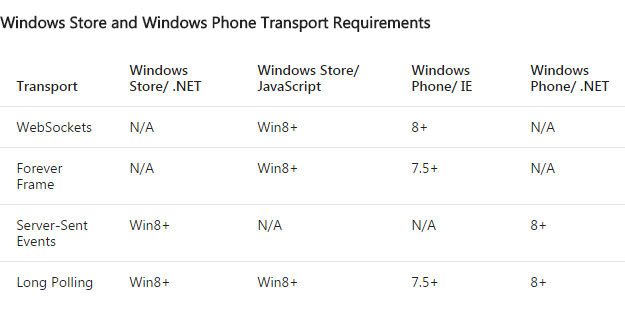 Windows Store and Windows Phone Transport Requirements
Transport Windows Store/ .NET Windows Store/ JavaScript Windows Phone/ IE Windows Phone/ .NET
WebSockets N/A Win8+ 8+ N/A
Forever Frame N/A Win8+ 7.5+ N/A
Server-Sent Events Win8+ N/A N/A 8+
Long Polling Win8+ Win8+ 7.5+ 8+